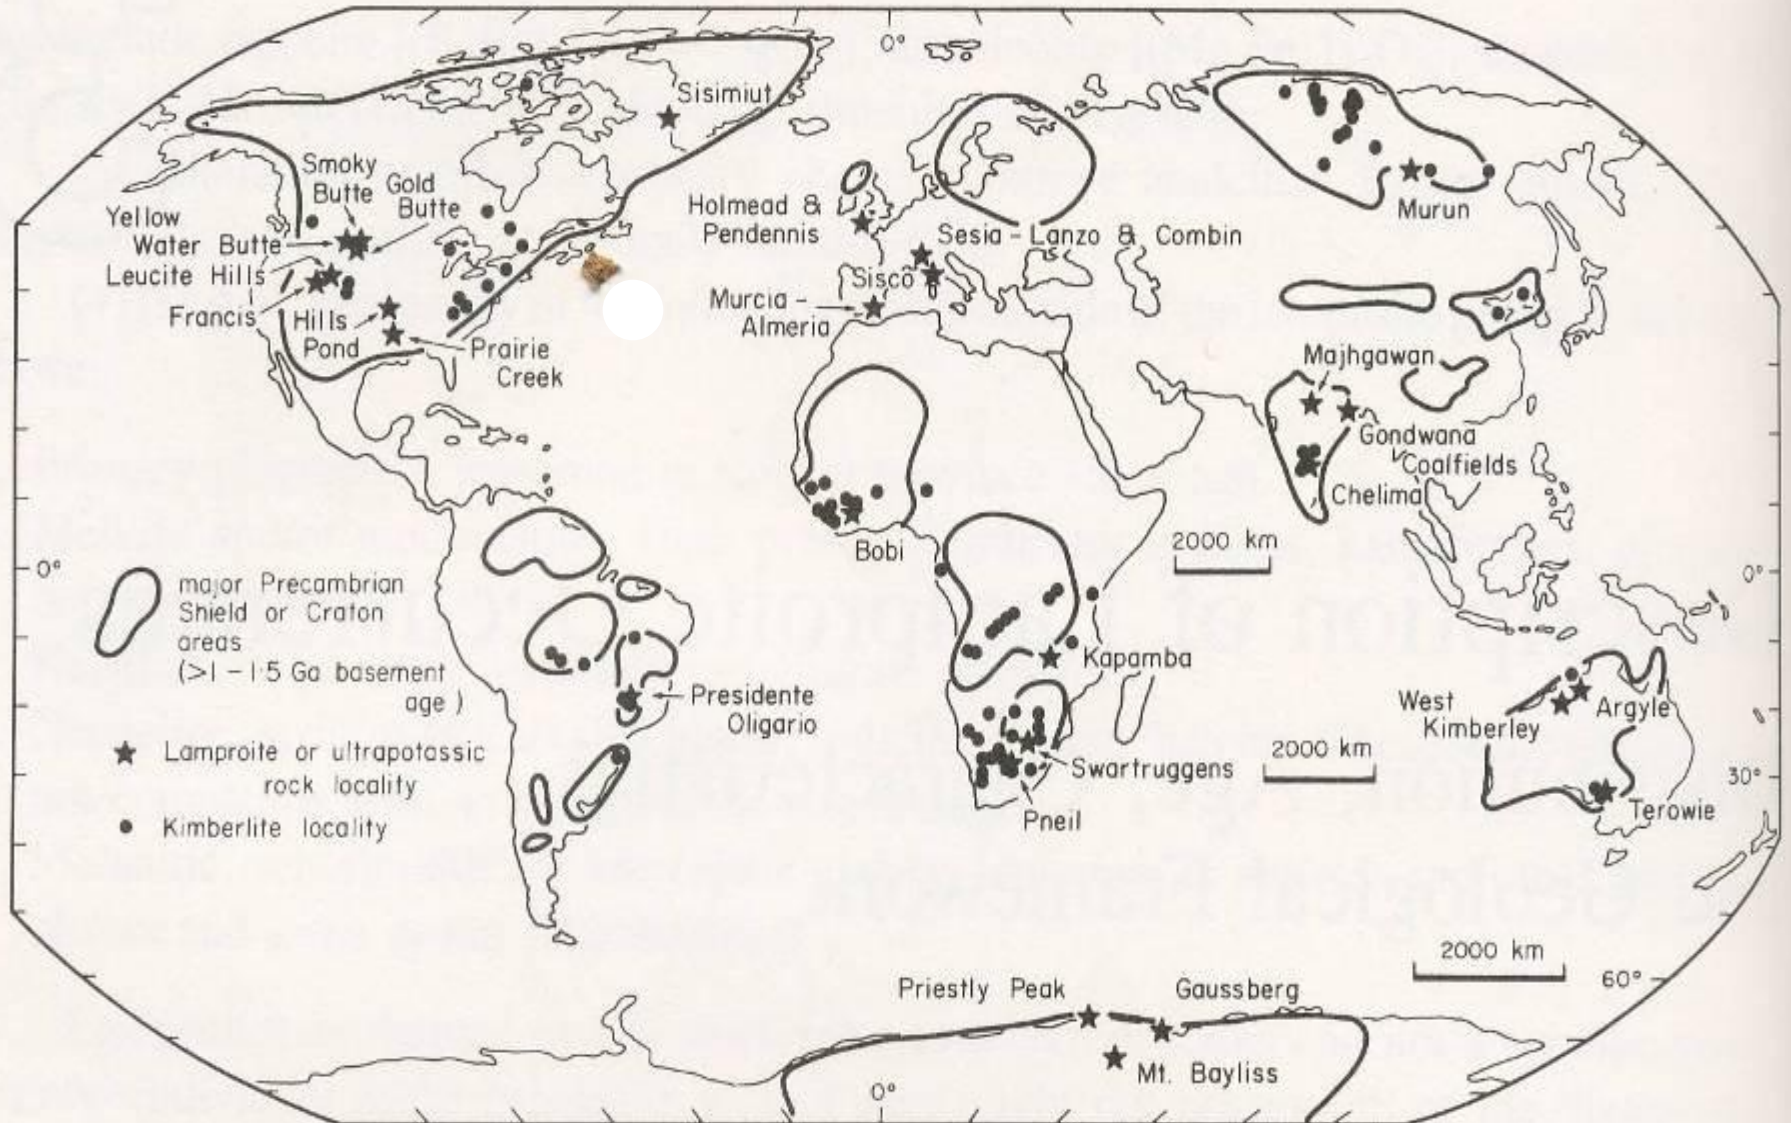 0°
Sisimiut
Smoky
Butte
Gold
Butte
Yellow
Water Butte
Leucite Hills
Francis
Hills
Pond
Prairie
Creek
Holmead &
Pendennis
Sesia - Lanzo & Combin
Sisco
Murcia -
Almeria
Murun
Majhgawan
Gondwana
Coalfields
Chelima
Bobi
2000 km
0°
0°
major Precambrian
Shield or Craton
areas
(>1 - 1·5 Ga basement
age)
Lamproite or ultrapotassic
rock locality
Kimberlite locality
Presidente
Oligario
Kapamba
Swartruggens
Pneil
2000 km
West
Kimberley
Argyle
30°
Terowie
2000 km
60°
Priestly Peak
Gaussberg
Mt. Bayliss
0°